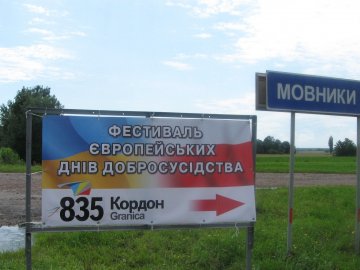 ФЕСТИВАЛЬ
ЄВРОПЕЙСЬКИХ
ДНІВ ДОБРОСУСІДСТВА
835 Кордон
Granica
МОВНИКИ